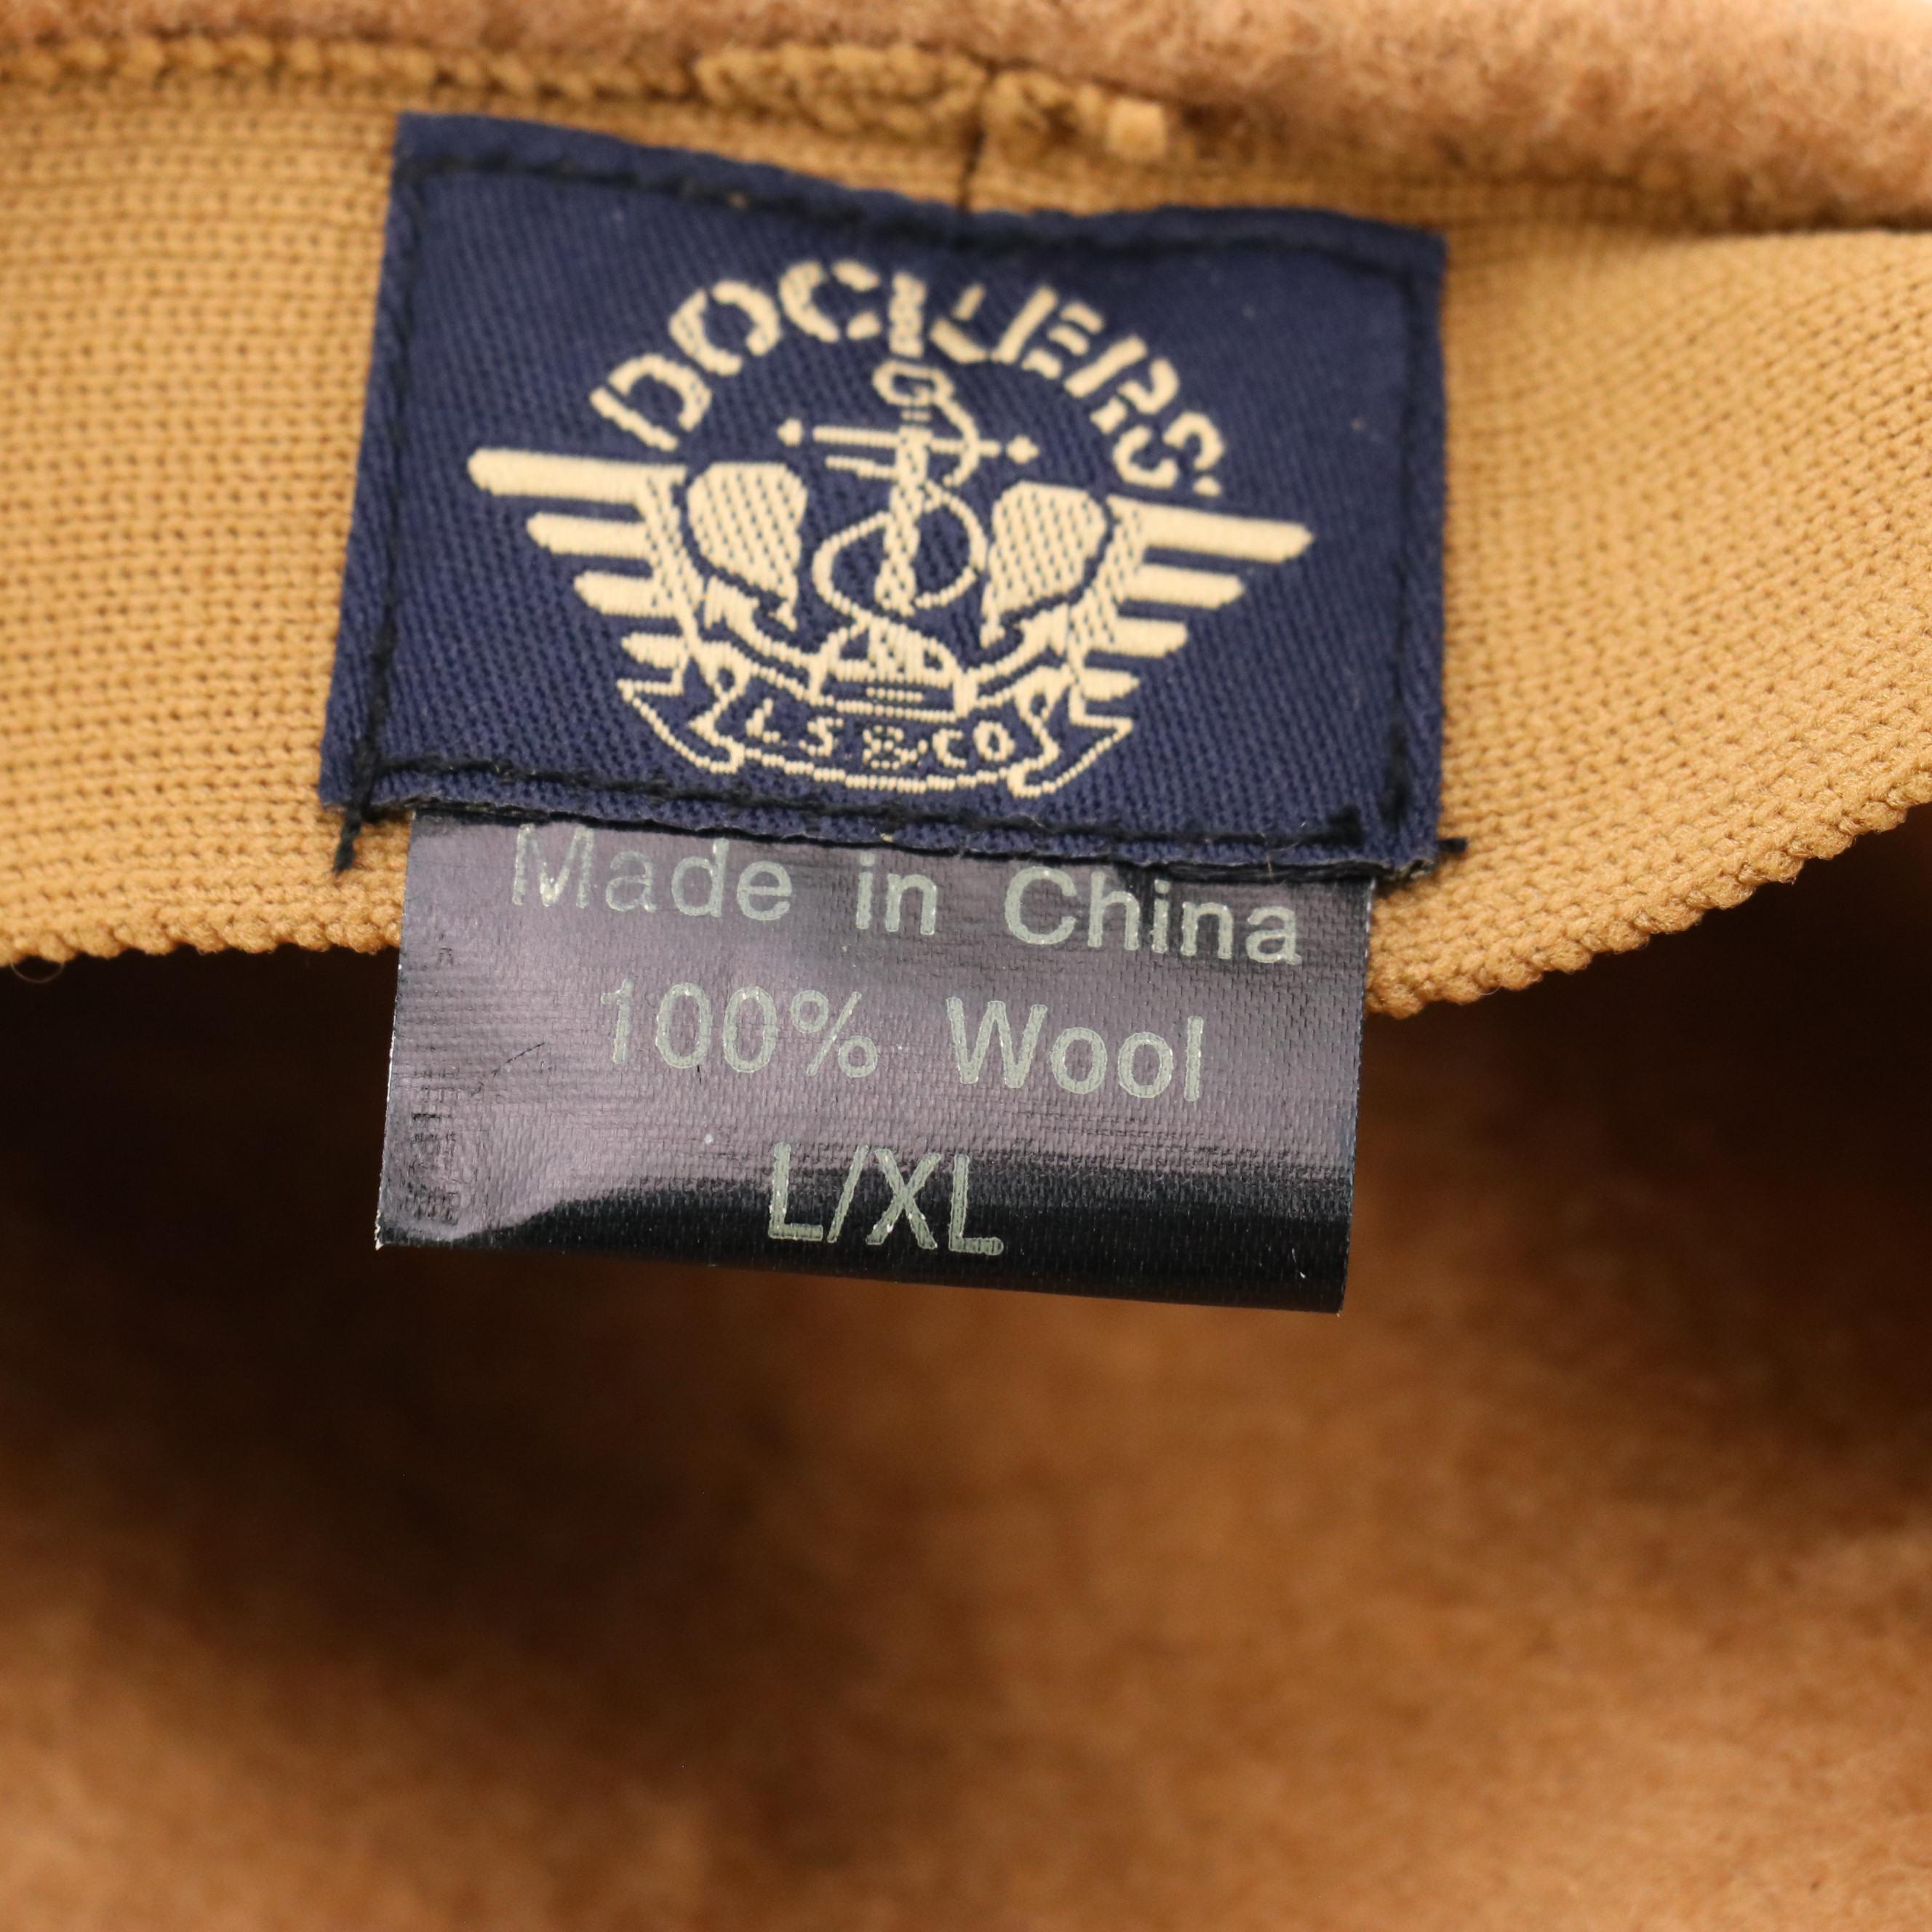 DOCKERS
LS&CO
Made in China
100% Wool
L/XL